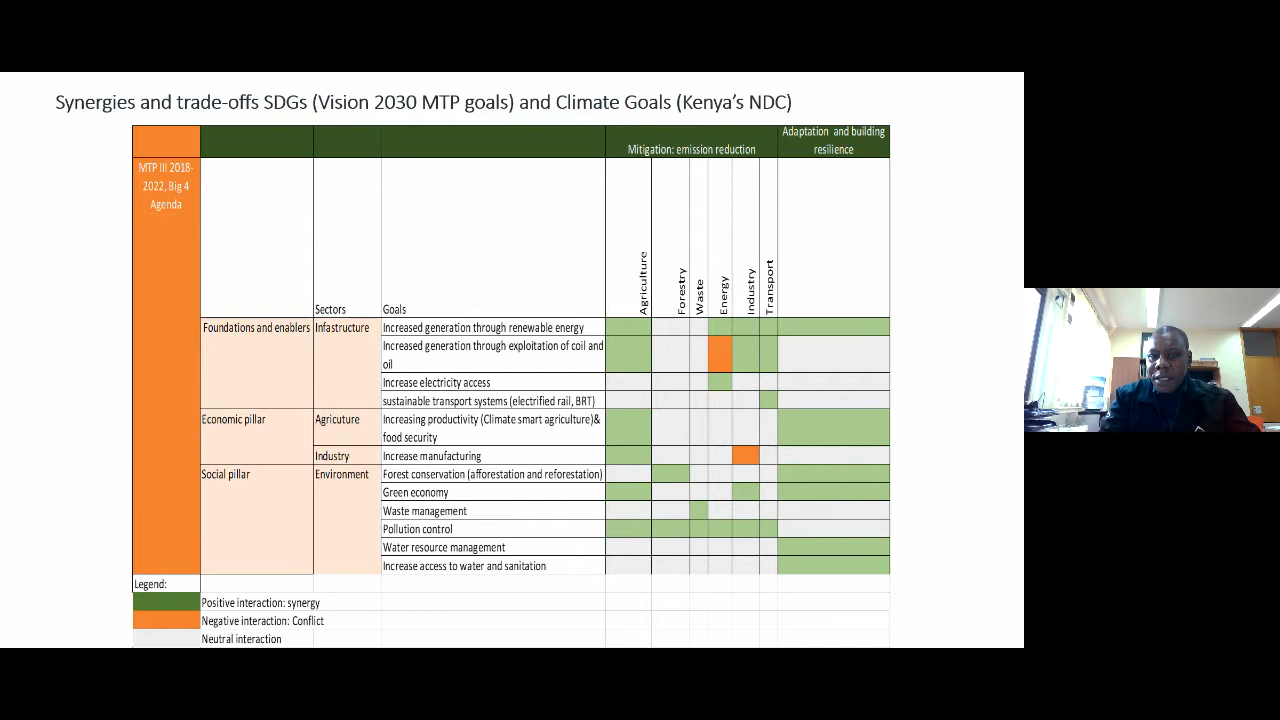 Synergies and trade-offs SDGs (Vision 2030 MTP goals) and Climate Goals (Kenya's NDC)
Mitigation: emission reduction
Adaptation and building
resilience
MTP III 2018-
2022, Big 4
Agenda
Sectors
Goals
Agriculture
Forestry
Waste
Energy
Industry
Transport
Foundations and enablers
Infastructure
Increased generation through renewable energy
Increased generation through exploitation of coil and
oil
Increase electricity access
sustainable transport systems (electrified rail, BRT)
Economic pillar
Agricuture
Increasing productivity (Climate smart agriculture)&
food security
Industry
Increase manufacturing
Social pillar
Environment
Forest conservation (afforestation and reforestation)
Green economy
Waste management
Pollution control
Water resource management
Increase access to water and sanitation
Legend:
Positive interaction: synergy
Negative interaction: Conflict
Neutral interaction